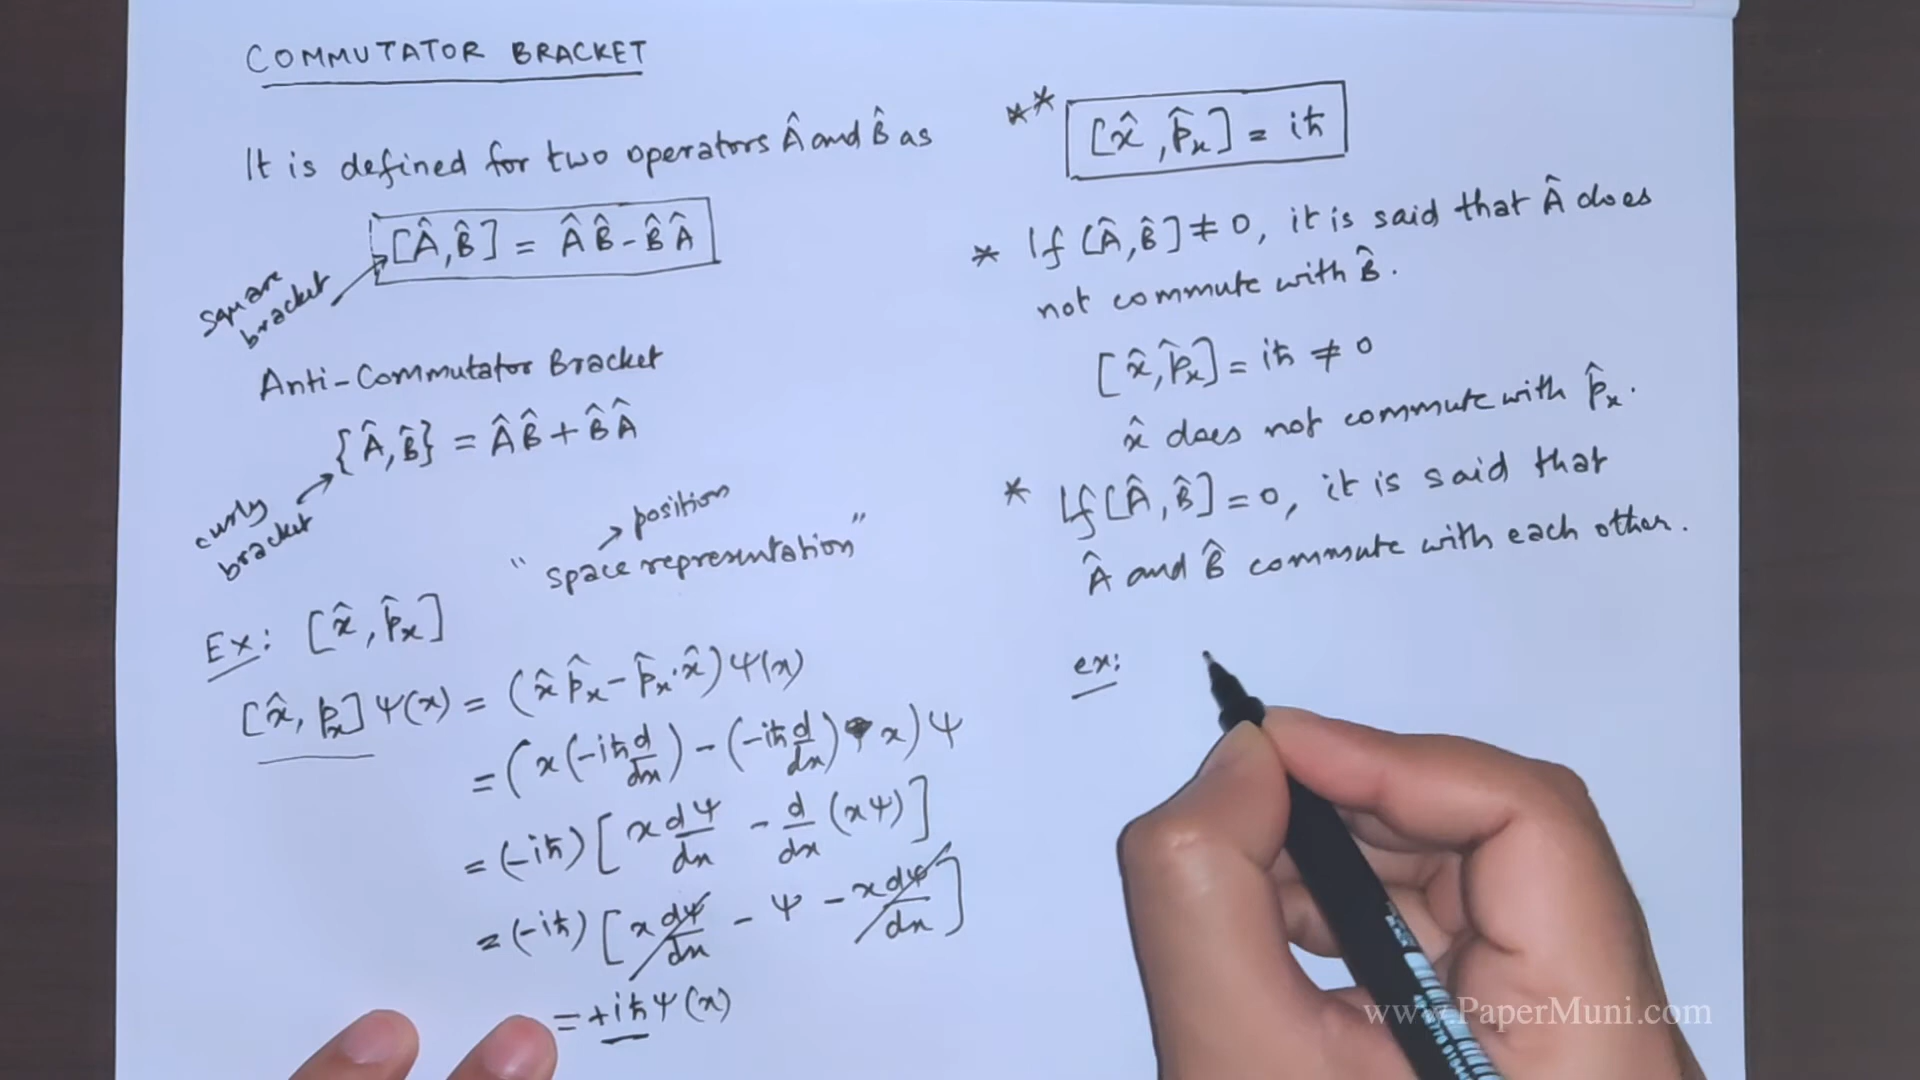 COMMUTATOR BRACKET
It is defined for two operators Â and B̂ as
[Â,B̂] = ÂB̂-B̂Â
square
bracket
Anti-Commutator Bracket
{Â,B̂} = ÂB̂+B̂Â
curly
bracket
position
"space representation"
Ex: [x̂,p̂ₓ]
[x̂,pₓ]Ψ(x) = (x̂p̂ₓ-p̂ₓ.x̂)Ψ(x)
= (x(-iħ d/dx) - (-iħ d/dx) x)Ψ
= (-iħ)[x dΨ/dx - d/dx (xΨ)]
= (-iħ)[x dΨ/dx - Ψ - x dΨ/dx]
= +iħΨ(x)
** [x̂,p̂ₓ] = iħ
* If [Â,B̂] ≠ 0, it is said that Â does
not commute with B̂.
[x̂,p̂ₓ] = iħ ≠ 0
x̂ does not commute with p̂ₓ.
* If [Â,B̂] = 0, it is said that
Â and B̂ commute with each other.
ex:
www.PaperMuni.com